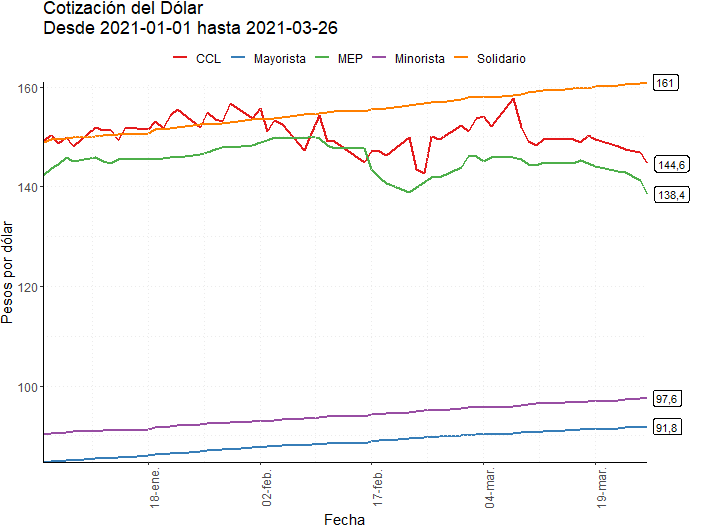 Cotización del Dólar
Desde 2021-01-01 hasta 2021-03-26
CCL Mayorista MEP Minorista Solidario
Pesos por dólar
160
140
120
100
161
144,6
138,4
97,6
91,8
18-ene.
02-feb.
17-feb.
04-mar.
19-mar.
Fecha